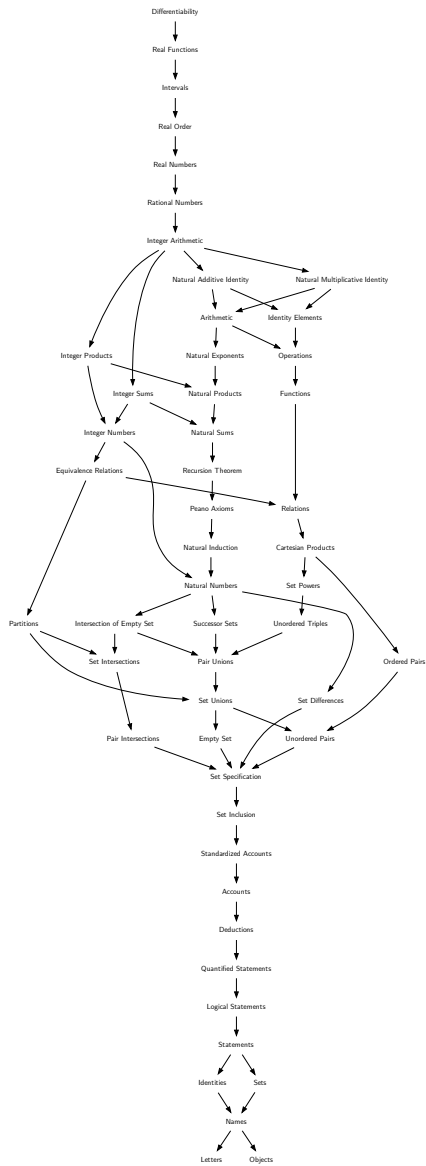 Differentiability
Real Functions
Intervals
Real Order
Real Numbers
Rational Numbers
Integer Arithmetic
Natural Additive Identity
Natural Multiplicative Identity
Arithmetic
Identity Elements
Integer Products
Natural Exponents
Operations
Integer Sums
Natural Products
Functions
Integer Numbers
Natural Sums
Equivalence Relations
Recursion Theorem
Peano Axioms
Relations
Natural Induction
Cartesian Products
Natural Numbers
Set Powers
Partitions
Intersection of Empty Set
Successor Sets
Unordered Triples
Set Intersections
Pair Unions
Ordered Pairs
Set Unions
Set Differences
Pair Intersections
Empty Set
Unordered Pairs
Set Specification
Set Inclusion
Standardized Accounts
Accounts
Deductions
Quantified Statements
Logical Statements
Statements
Identities
Sets
Names
Letters
Objects